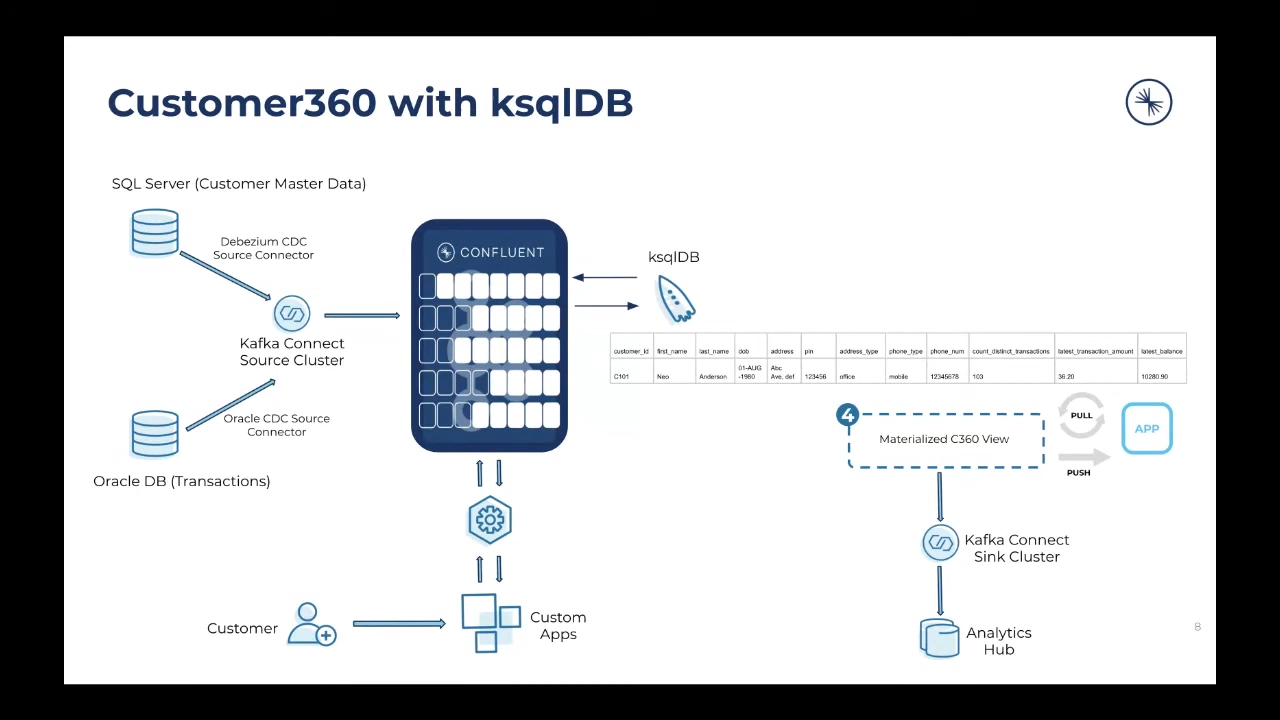 Customer360 with ksqlDB
SQL Server (Customer Master Data)
Debezium CDC
Source Connector
Kafka Connect
Source Cluster
Oracle CDC Source
Connector
Oracle DB (Transactions)
CONFLUENT
ksqlDB
customer_id first_name last_name dob address pin address_type phone_type phone_num count_distinct_transactions latest_transaction_amount latest_balance
C101 Neo Anderson 01-AUG -1980 Abc Ave, def 123456 office mobile 12345678 103 36.20 10280.90
4
Materialized C360 View
PULL
PUSH
APP
Kafka Connect
Sink Cluster
Analytics
Hub
Customer
Custom
Apps
8